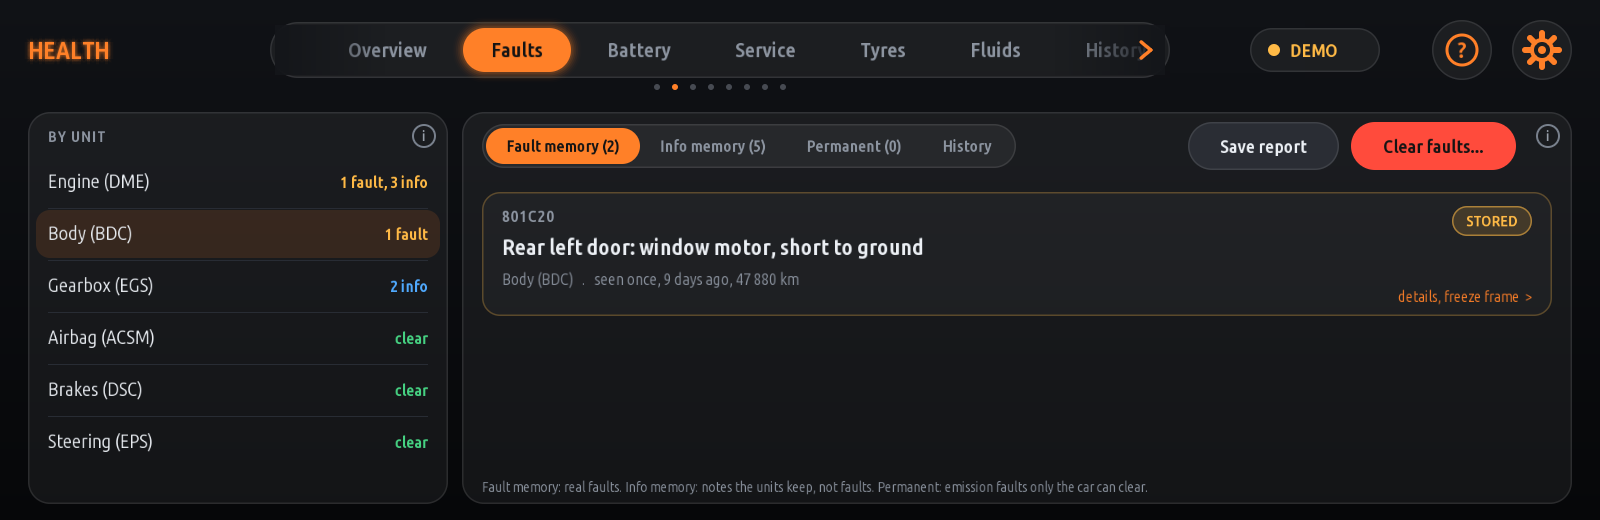 HEALTH
Overview Faults Battery Service Tyres Fluids History
DEMO
?
BY UNIT
i
Engine (DME) 1 fault, 3 info
Body (BDC) 1 fault
Gearbox (EGS) 2 info
Airbag (ACSM) clear
Brakes (DSC) clear
Steering (EPS) clear
Fault memory (2) Info memory (5) Permanent (0) History
Save report Clear faults...
i
801C20
STORED
Rear left door: window motor, short to ground
Body (BDC) . seen once, 9 days ago, 47 880 km
details, freeze frame >
Fault memory: real faults. Info memory: notes the units keep, not faults. Permanent: emission faults only the car can clear.